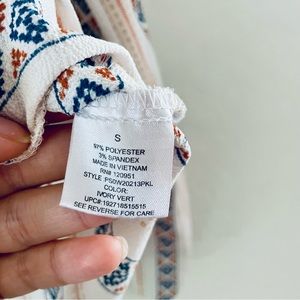 S
97% POLYESTER
3% SPANDEX
MADE IN VIETNAM
RN# 120951
STYLE:PSDW20213PKL
COLOR:
IVORY VERT
UPC#:192718515515
SEE REVERSE FOR CARE